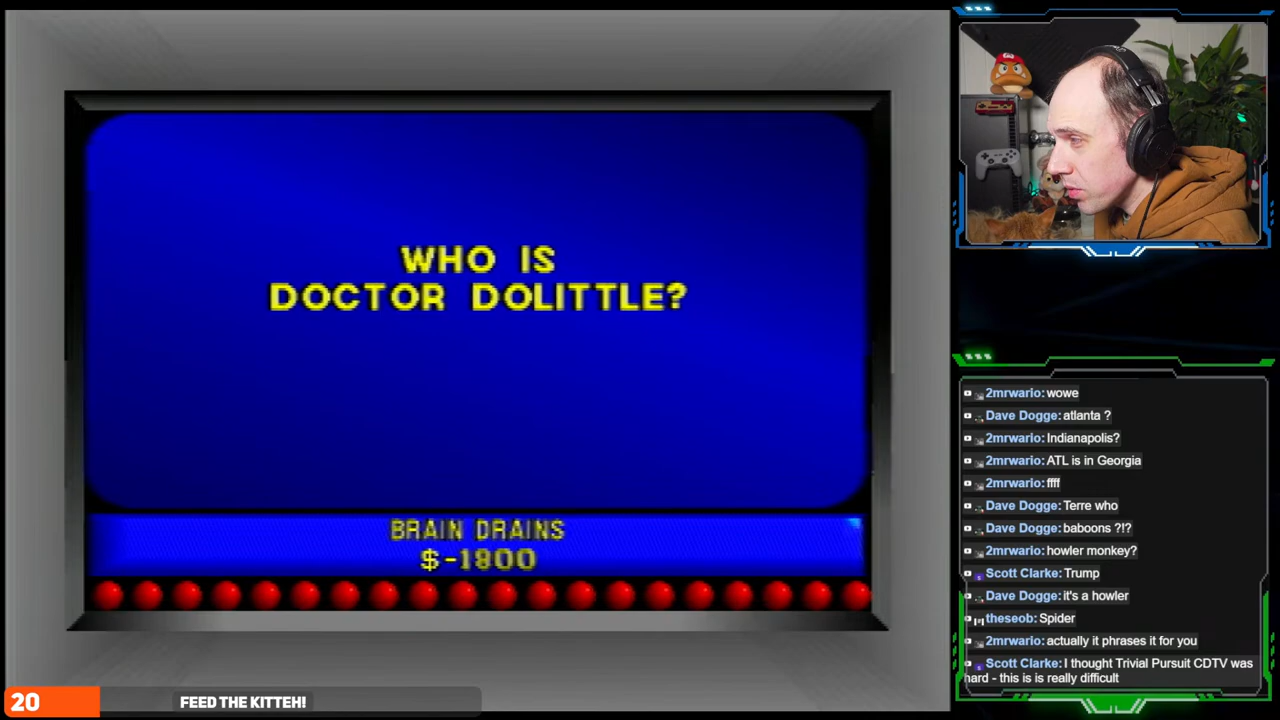 WHO IS
DOCTOR DOLITTLE?
BRAIN DRAINS
$-1800
2mrwario: wowe
Dave Dogge: atlanta ?
2mrwario: Indianapolis?
2mrwario: ATL is in Georgia
2mrwario: ffff
Dave Dogge: Terre who
Dave Dogge: baboons ?!?
2mrwario: howler monkey?
Scott Clarke: Trump
Dave Dogge: it's a howler
theseob: Spider
2mrwario: actually it phrases it for you
Scott Clarke: I thought Trivial Pursuit CDTV was
hard - this is is really difficult
20
FEED THE KITTEH!